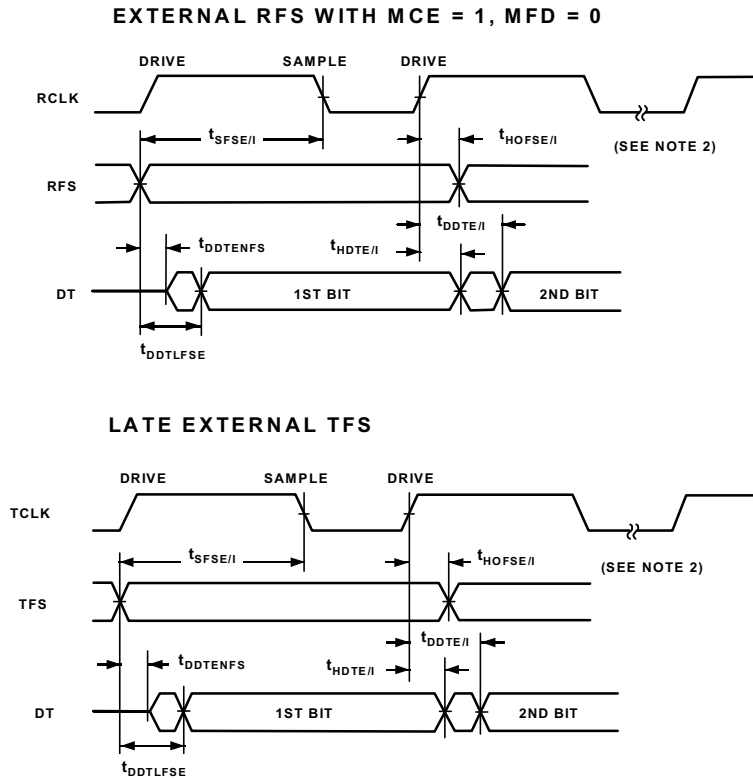 EXTERNAL RFS WITH MCE = 1, MFD = 0
DRIVE SAMPLE DRIVE
RCLK
tSFSE/I tHOFSE/I
(SEE NOTE 2)
RFS
tDDTE/I
tDDTENFS tHDTE/I
DT 1ST BIT 2ND BIT
tDDTLFSE
LATE EXTERNAL TFS
DRIVE SAMPLE DRIVE
TCLK
tSFSE/I tHOFSE/I
(SEE NOTE 2)
TFS
tDDTE/I
tDDTENFS tHDTE/I
DT 1ST BIT 2ND BIT
tDDTLFSE